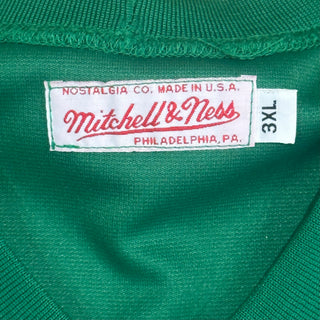 NOSTALGIA CO. MADE IN U.S.A.
Mitchell & Ness
PHILADELPHIA, PA.
3XL